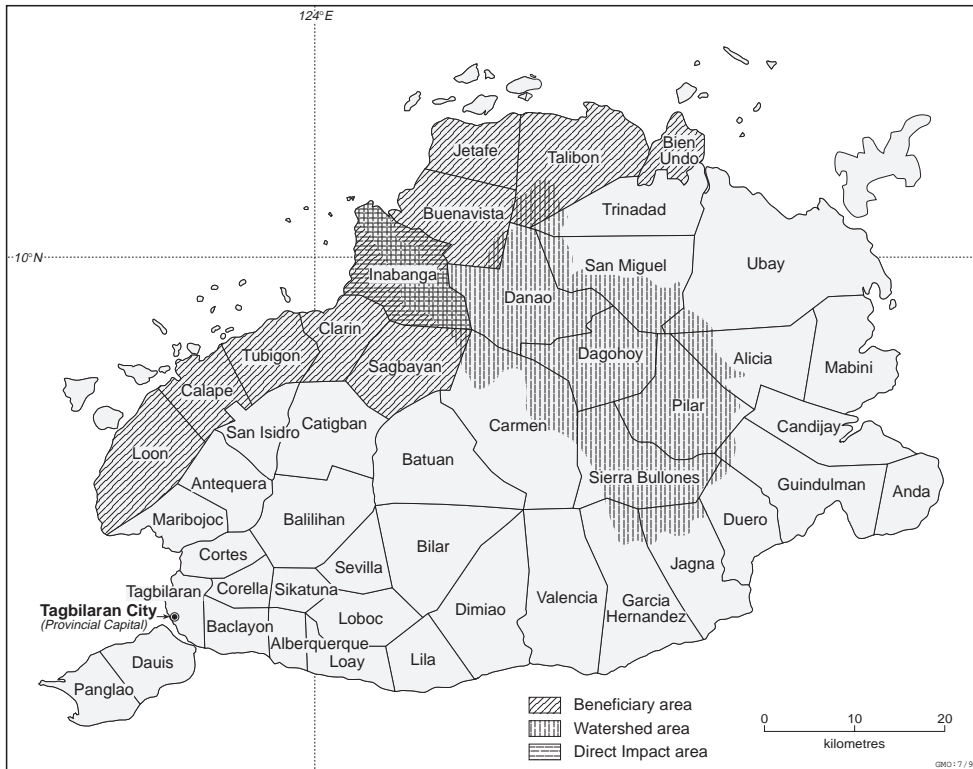 124°E
Jetafe
Talibon
Bien
Undo
Buenavista
Trinadad
10°N
Inabanga
San Miguel
Ubay
Danao
Clarin
Tubigon
Sagbayan
Dagohoy
Alicia
Mabini
Calape
Pilar
San Isidro
Catigban
Carmen
Candijay
Loon
Batuan
Antequera
Sierra Bullones
Guindulman
Anda
Maribojoc
Balilihan
Duero
Cortes
Bilar
Sevilla
Jagna
Tagbilaran
Corella
Sikatuna
Tagbilaran City
(Provincial Capital)
Baclayon
Loboc
Dimiao
Valencia
Garcia
Hernandez
Alberquerque
Loay
Lila
Dauis
Panglao
Beneficiary area
Watershed area
Direct Impact area
0 10 20
kilometres
GMO:7/9